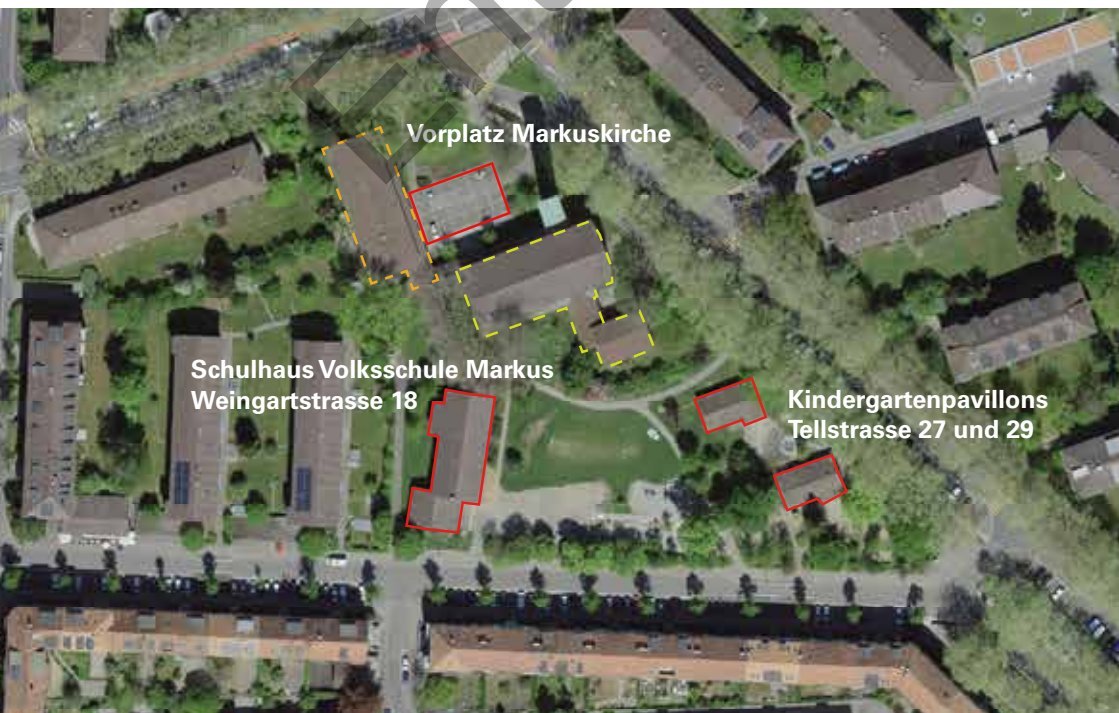 Vorplatz Markuskirche
Schulhaus Volksschule Markus
Weingartstrasse 18
Kindergartenpavillons
Tellstrasse 27 und 29